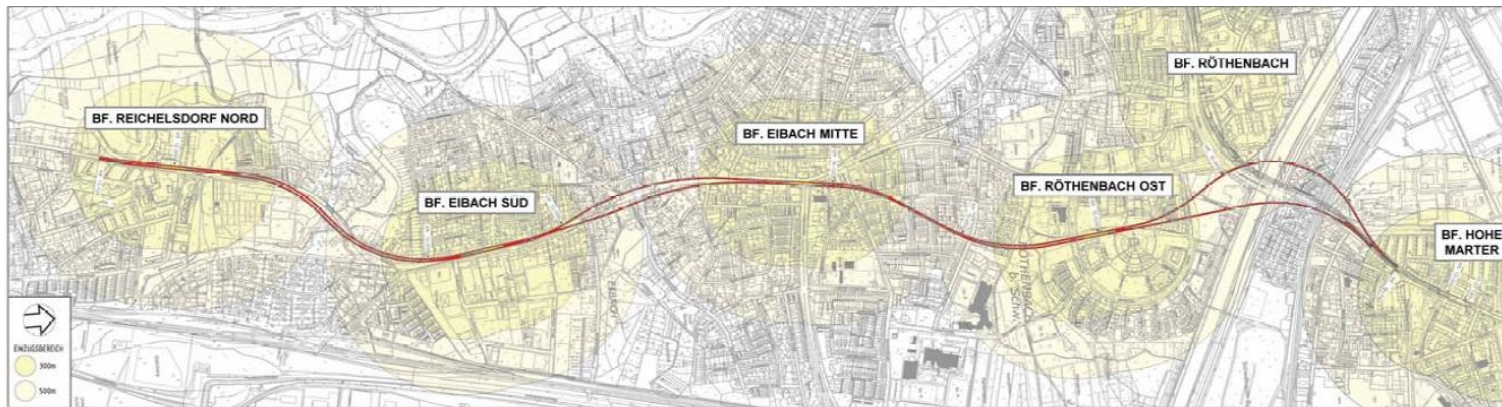 BF. RÖTHENBACH
BF. REICHELSDORF NORD
BF. EIBACH MITTE
BF. EIBACH SÜD
BF. RÖTHENBACH OST
BF. HOHE
MARTER
EINZUGSBEREICH
300m
500m